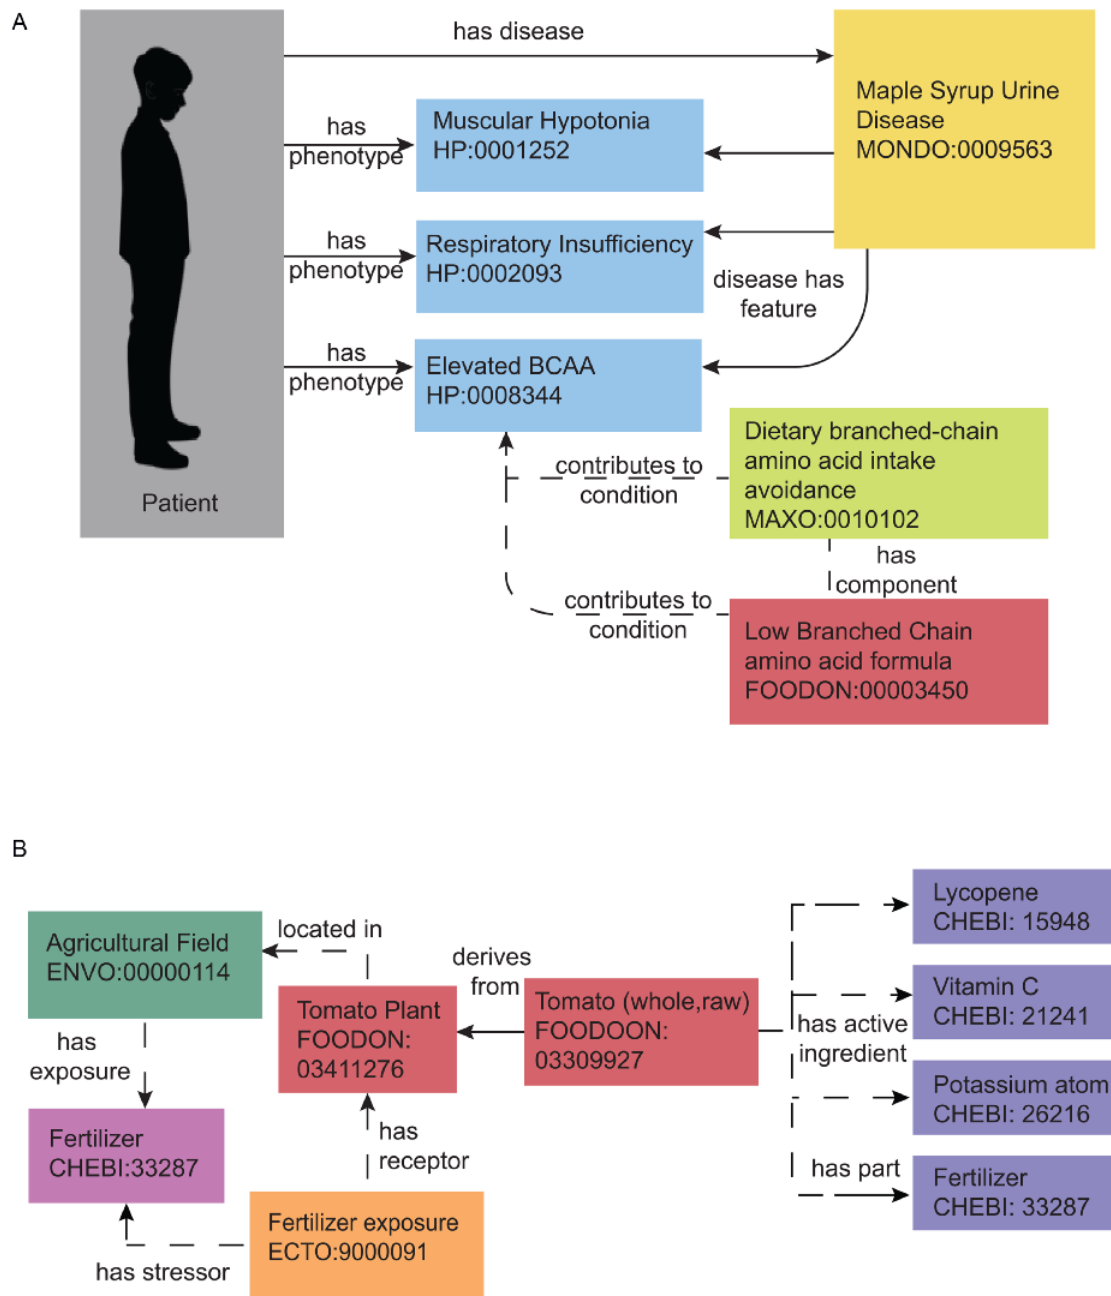 A
has disease
Maple Syrup Urine
Disease
MONDO:0009563
has
phenotype
Muscular Hypotonia
HP:0001252
has
phenotype
Respiratory Insufficiency
HP:0002093
disease has
feature
has
phenotype
Elevated BCAA
HP:0008344
Patient
contributes to
condition
Dietary branched-chain
amino acid intake
avoidance
MAXO:0010102
has
component
contributes to
condition
Low Branched Chain
amino acid formula
FOODON:00003450
B
Agricultural Field
ENVO:00000114
located in
derives
from
Tomato Plant
FOODON:
03411276
Tomato (whole,raw)
FOODOON:
03309927
Lycopene
CHEBI: 15948
Vitamin C
CHEBI: 21241
has active
ingredient
Potassium atom
CHEBI: 26216
has part
Fertilizer
CHEBI: 33287
has
exposure
Fertilizer
CHEBI:33287
has
receptor
Fertilizer exposure
ECTO:9000091
has stressor